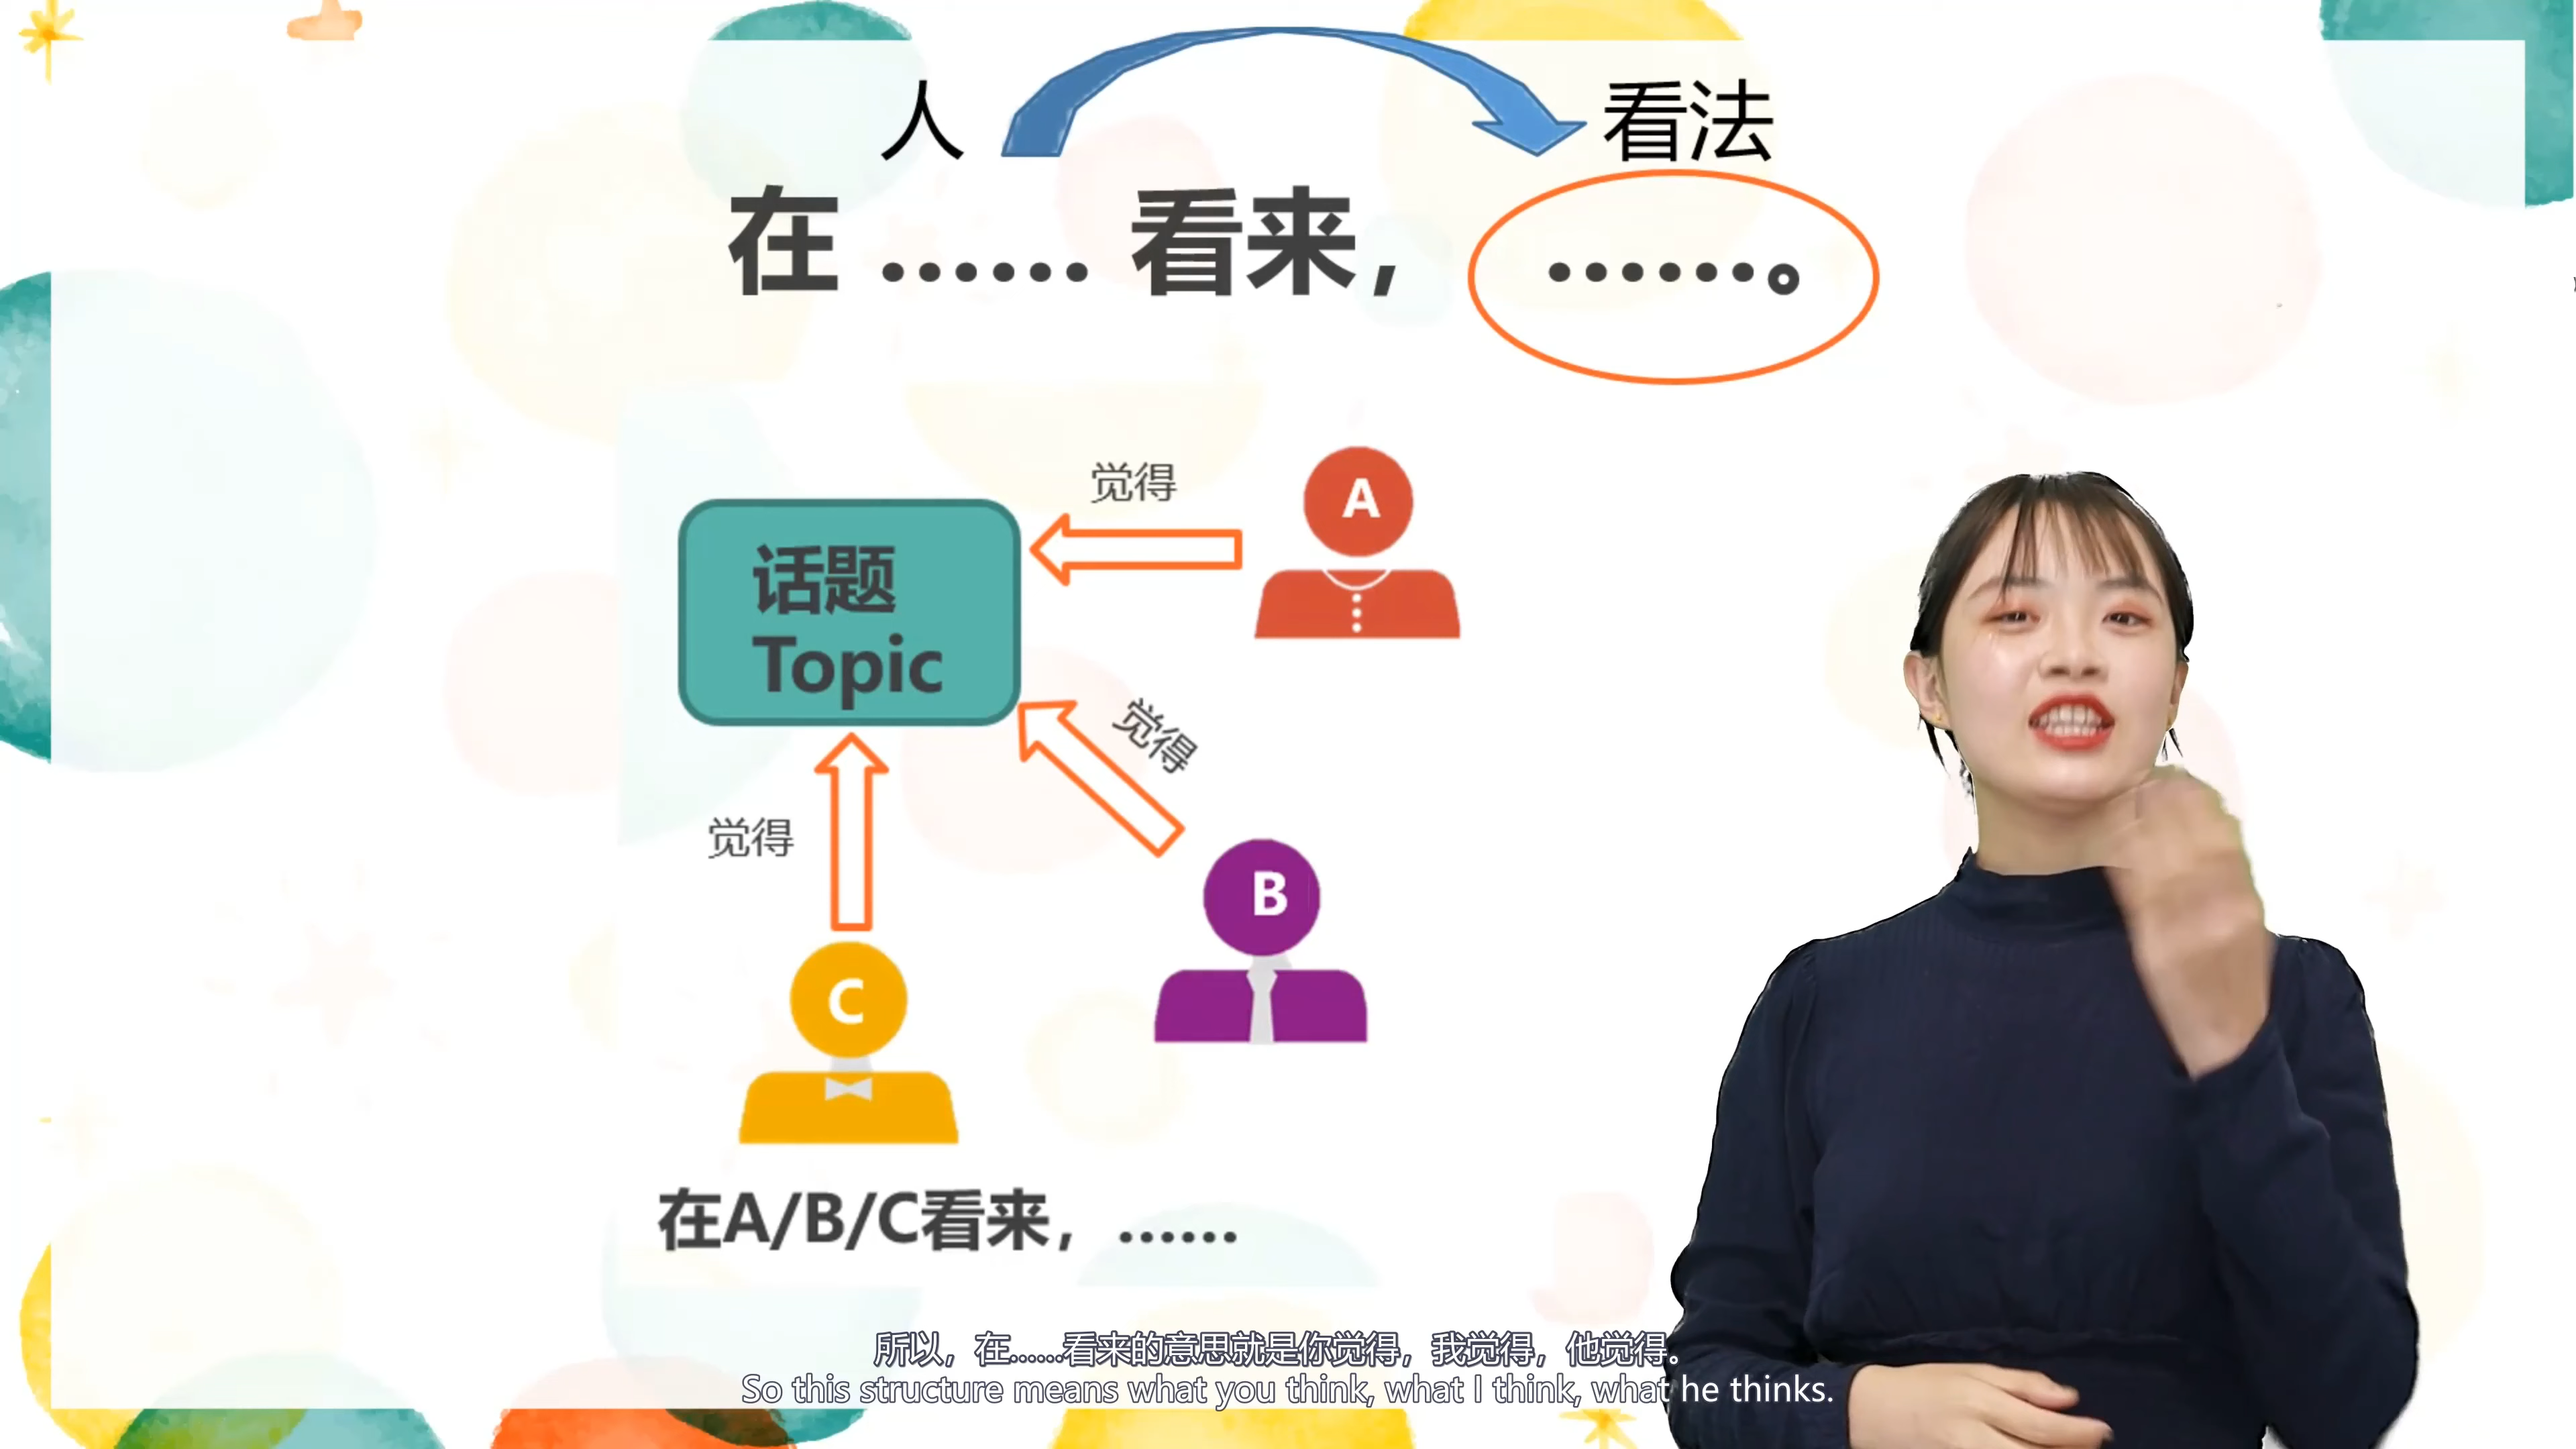 人 看法
在 …… 看来， ……。
觉得
A
话题
Topic
觉得
觉得
B
C
在A/B/C看来，……
所以，在……看来的意思就是你觉得，我觉得，他觉得。
So this structure means what you think, what I think, what he thinks.